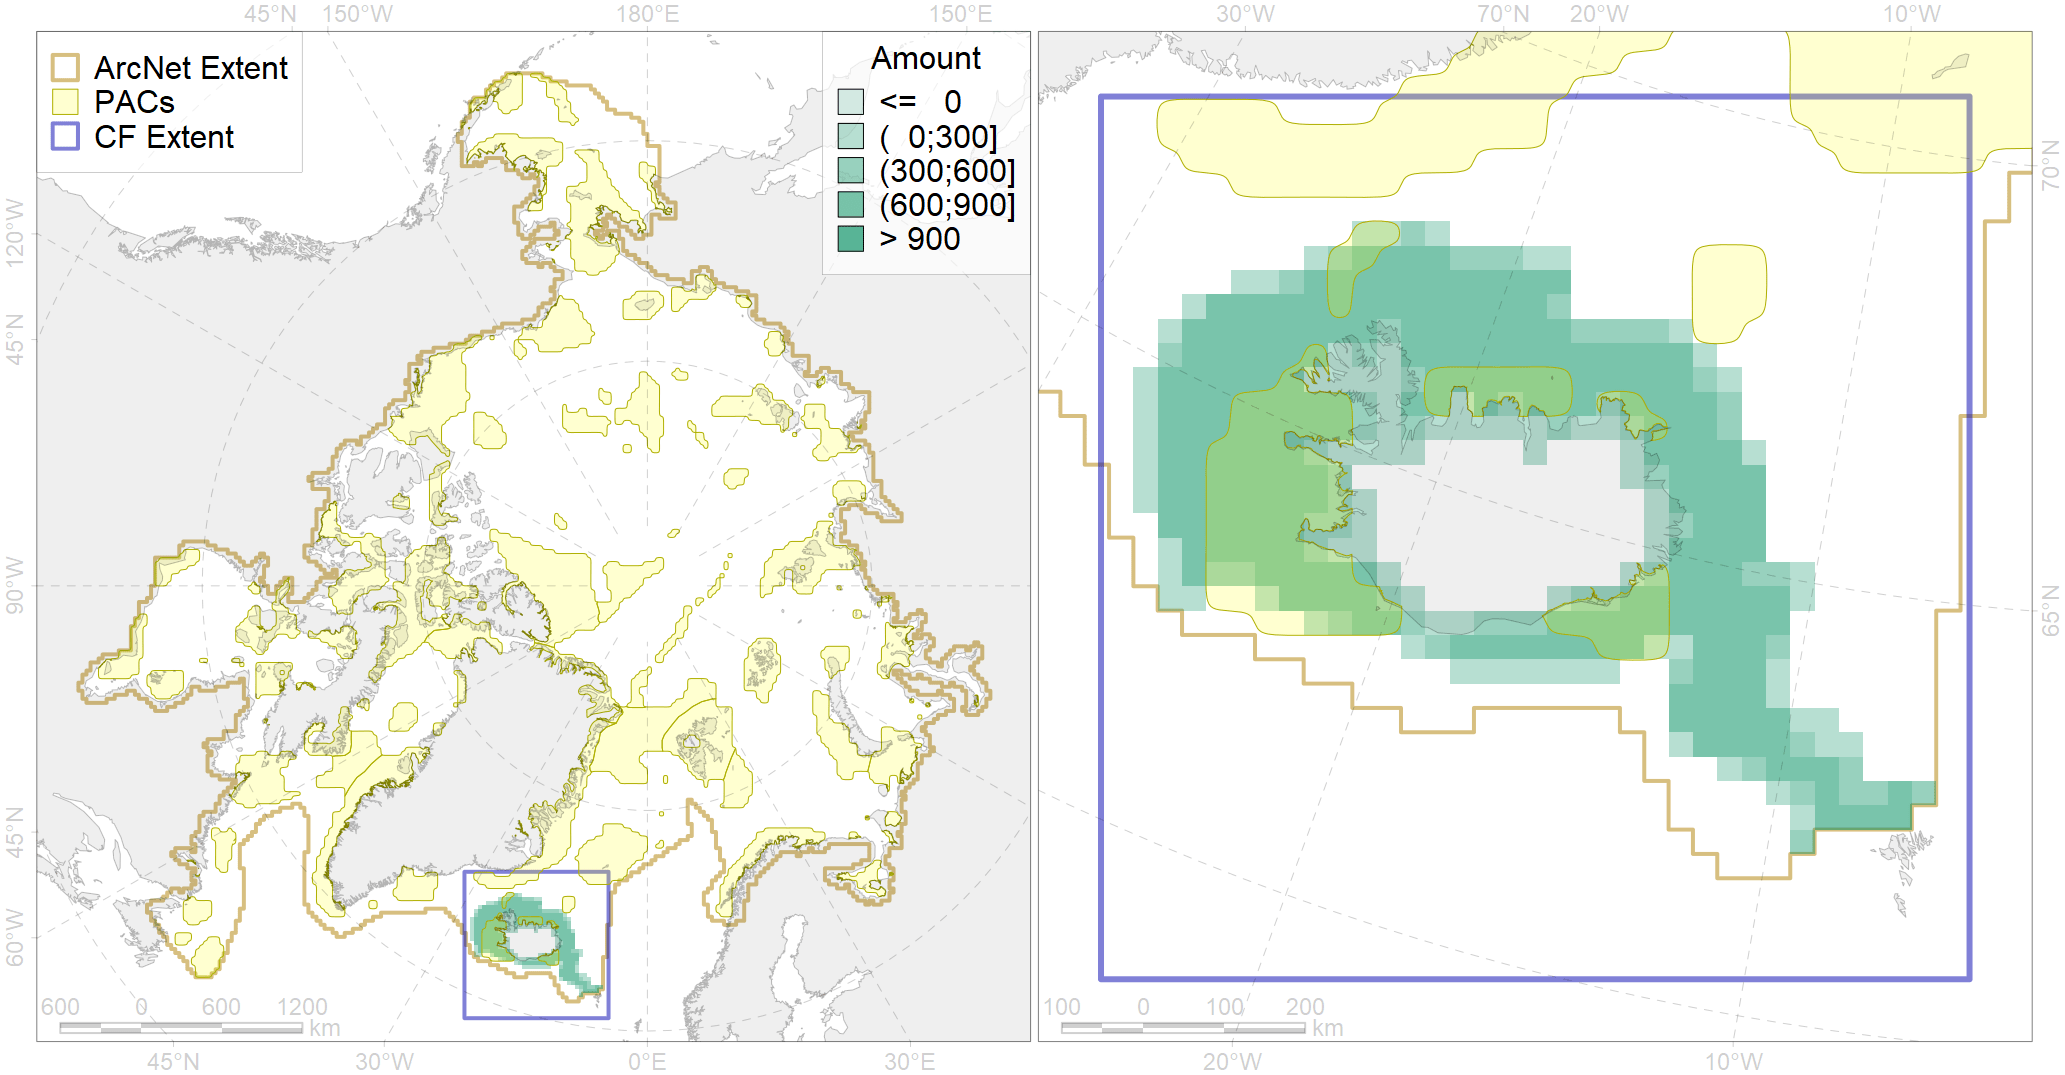 45°N 150°W 180°E 150°E 30°W 70°N 20°W 10°W
ArcNet Extent
PACs
CF Extent
Amount
<= 0
( 0;300]
(300;600]
(600;900]
> 900
120°W
45°N
90°W
45°N
60°W
70°N
65°N
600 0 600 1200
km
100 0 100 200
km
45°N 30°W 0°E 30°E 20°W 10°W